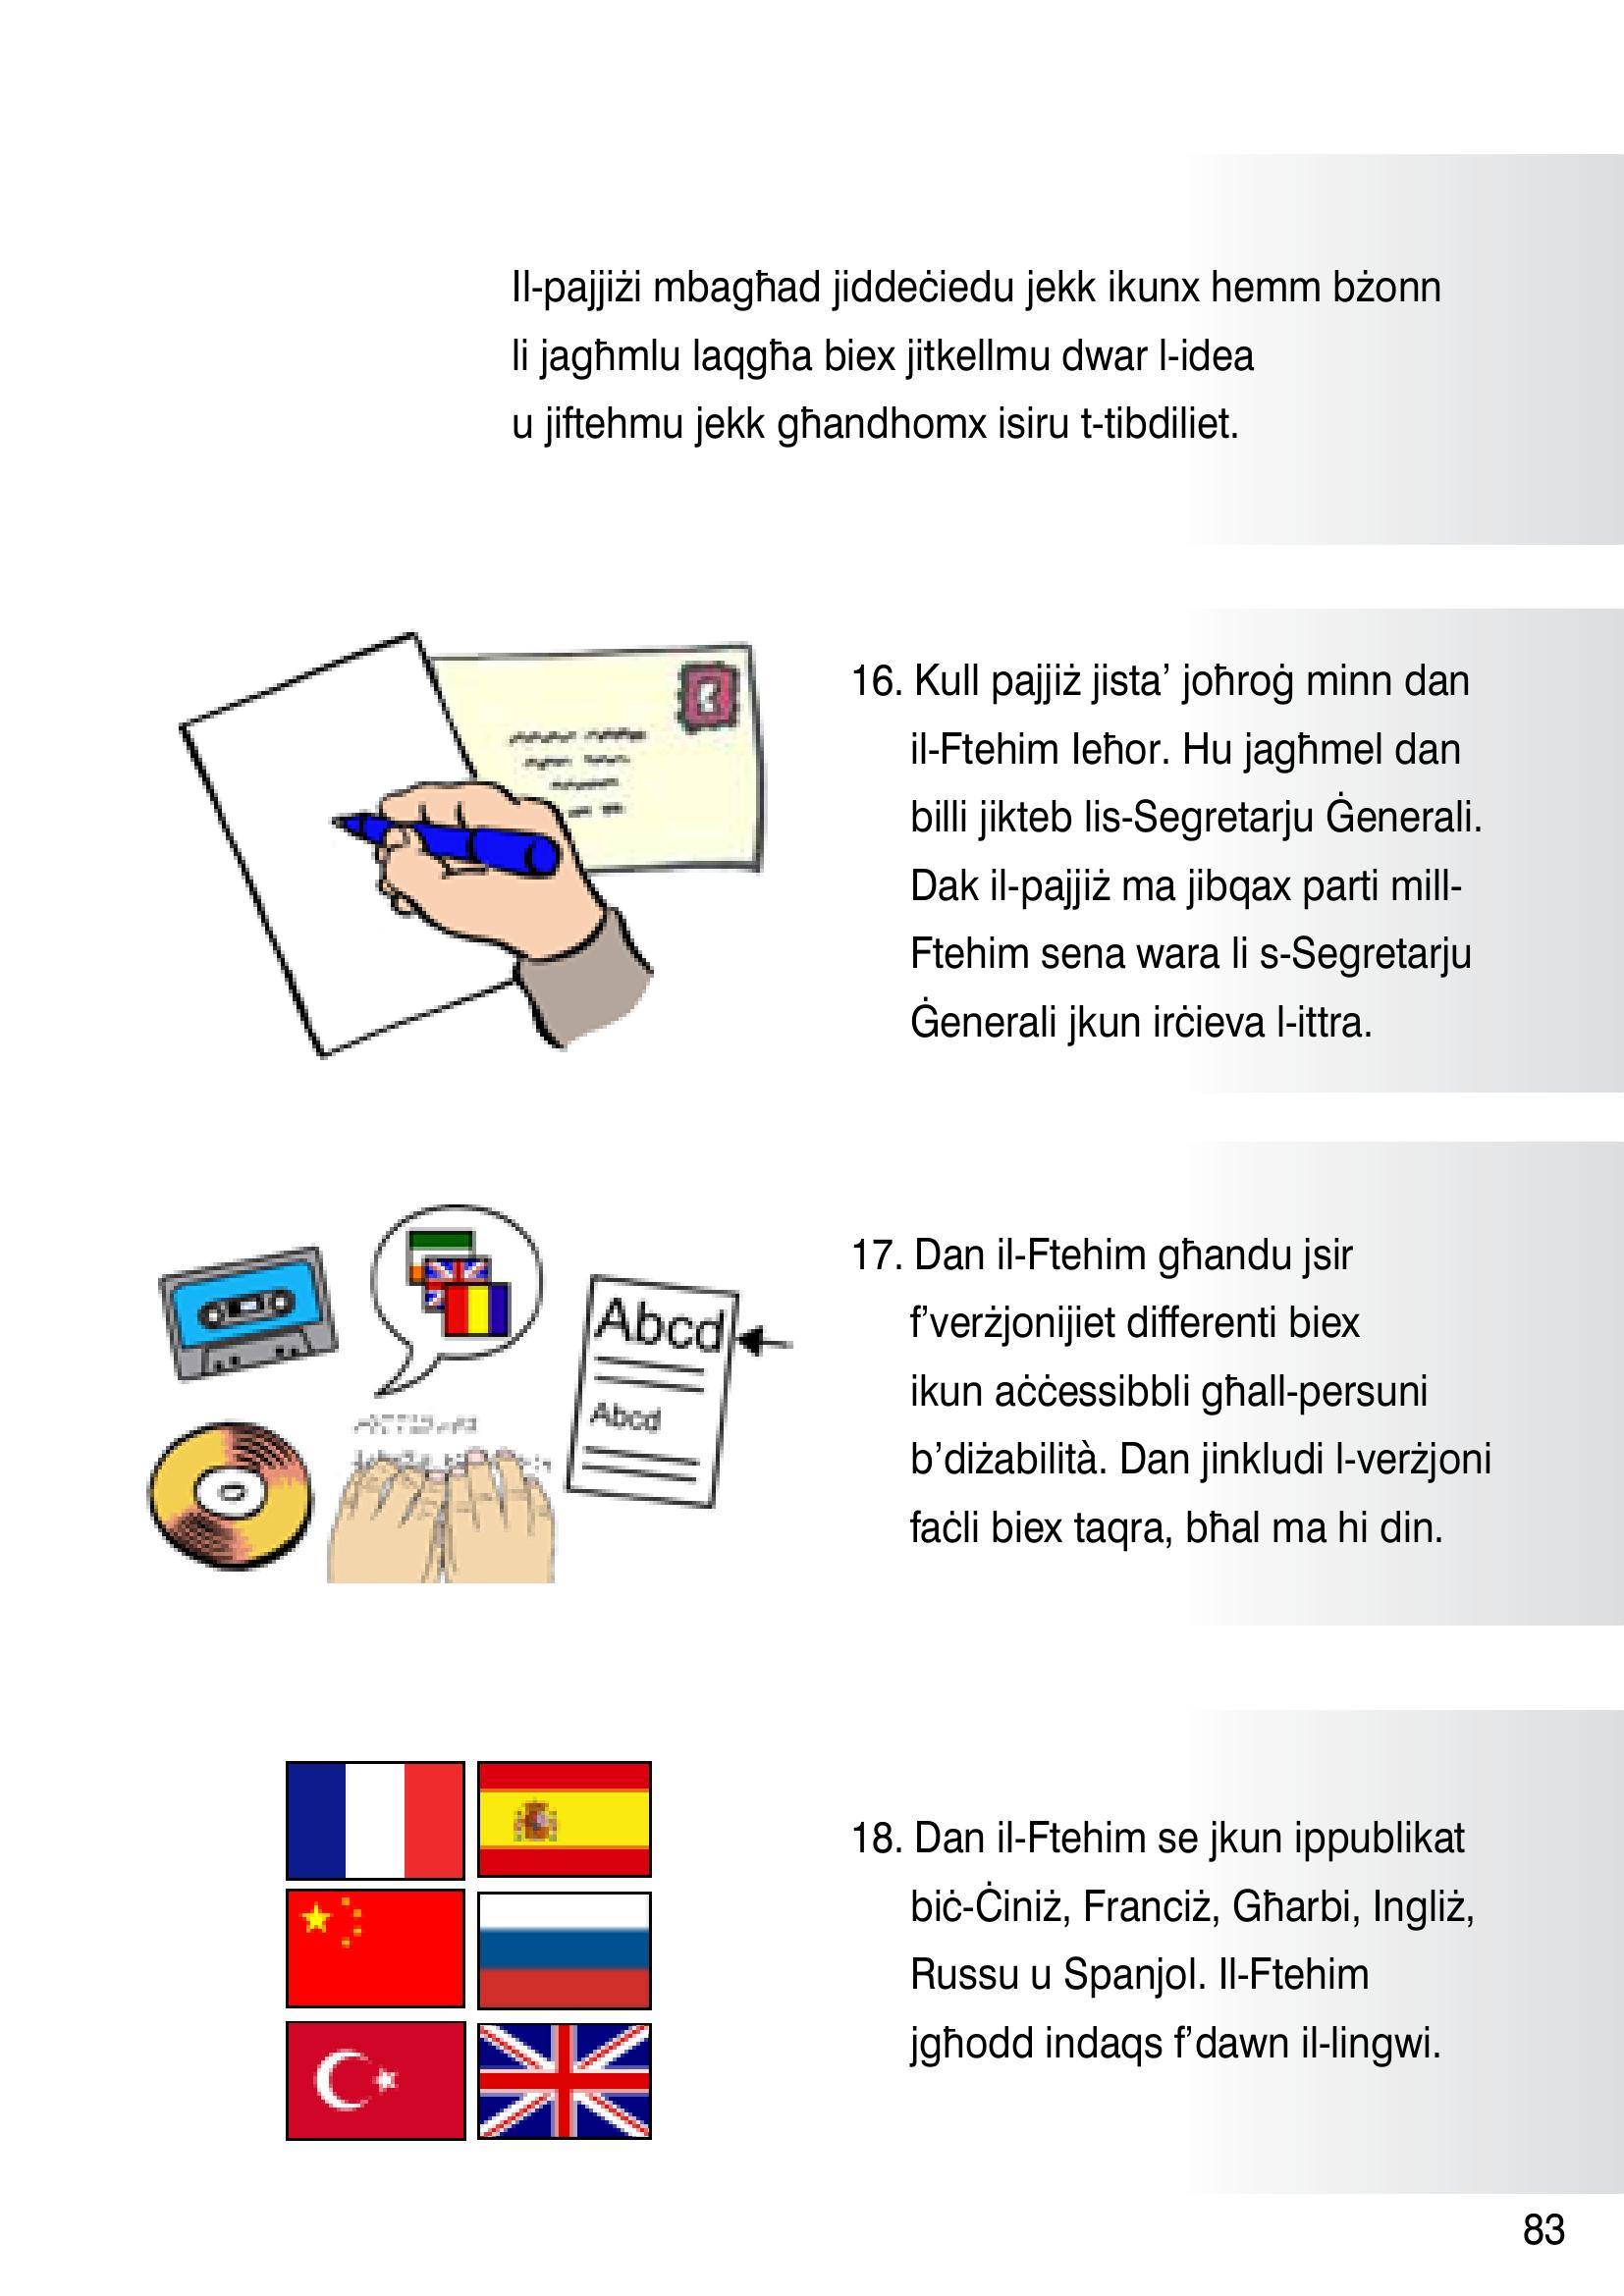 Il-pajjiżi mbagħad jiddeċiedu jekk ikunx hemm bżonn
li jagħmlu laqgħa biex jitkellmu dwar l-idea
u jiftehmu jekk għandhomx isiru t-tibdiliet.
16. Kull pajjiż jista’ joħroġ minn dan
il-Ftehim Ieħor. Hu jagħmel dan
billi jikteb lis-Segretarju Ġenerali.
Dak il-pajjiż ma jibqax parti mill-
Ftehim sena wara li s-Segretarju
Ġenerali jkun irċieva l-ittra.
Abcd
Abcd
17. Dan il-Ftehim għandu jsir
f’verżjonijiet differenti biex
ikun aċċessibbli għall-persuni
b’diżabilità. Dan jinkludi l-verżjoni
faċli biex taqra, bħal ma hi din.
18. Dan il-Ftehim se jkun ippublikat
biċ-Ċiniż, Franċiż, Għarbi, Ingliż,
Russu u Spanjol. Il-Ftehim
jgħodd indaqs f’dawn il-lingwi.
83